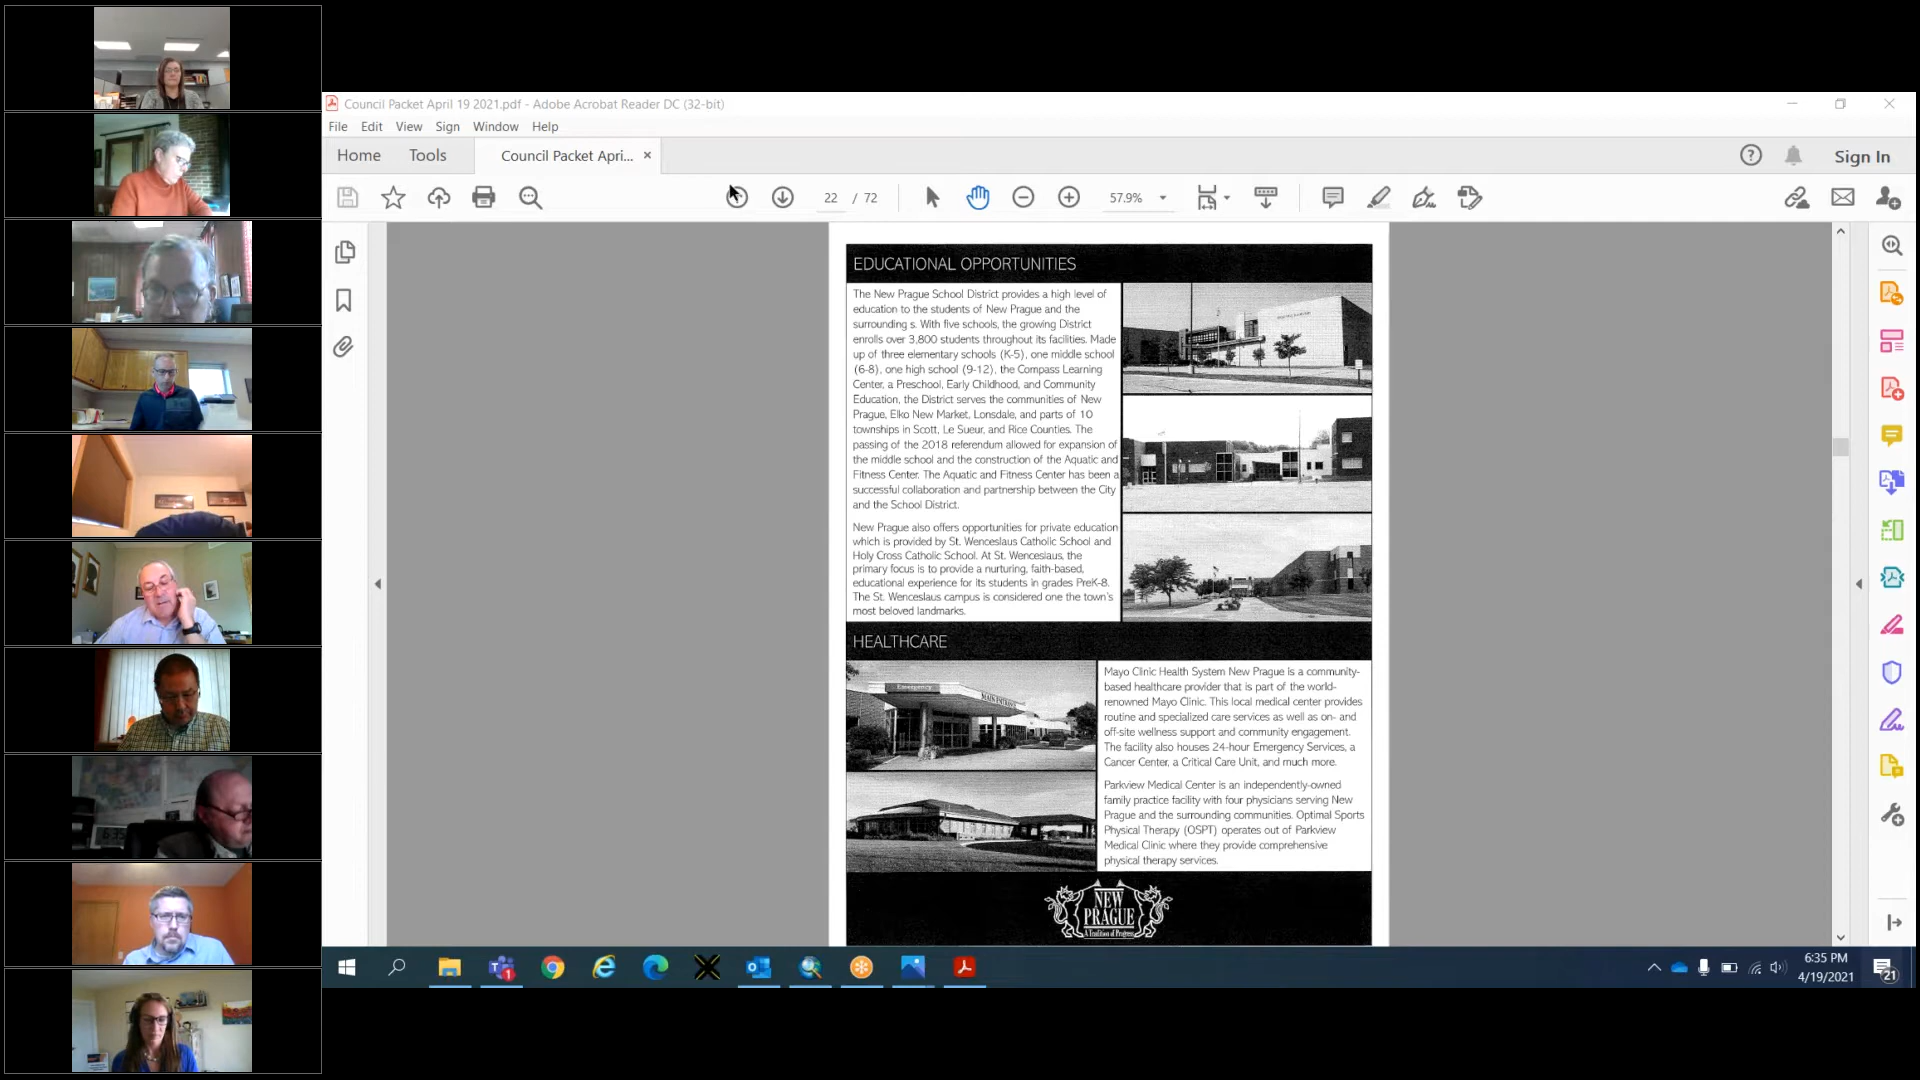 Council Packet April 19 2021.pdf - Adobe Acrobat Reader DC (32-bit)
File Edit View Sign Window Help
Home Tools Council Packet Apri... × Sign In
22 / 72 57.9%
EDUCATIONAL OPPORTUNITIES
The New Prague School District provides a high level of
education to the students of New Prague and the
surrounding s. With five schools, the growing District
enrolls over 3,800 students throughout its facilities. Made
up of three elementary schools (K-5), one middle school
(6-8), one high school (9-12), the Compass Learning
Center, a Preschool, Early Childhood, and Community
Education, the District serves the communities of New
Prague, Elko New Market, Lonsdale, and parts of 10
townships in Scott, Le Sueur, and Rice Counties. The
passing of the 2018 referendum allowed for expansion of
the middle school and the construction of the Aquatic and
Fitness Center. The Aquatic and Fitness Center has been a
successful collaboration and partnership between the City
and the School District.
New Prague also offers opportunities for private education
which is provided by St. Wenceslaus Catholic School and
Holy Cross Catholic School. At St. Wenceslaus, the
primary focus is to provide a nurturing, faith-based,
educational experience for its students in grades PreK-8.
The St. Wenceslaus campus is considered one the town's
most beloved landmarks.
HEALTHCARE
Emergency
Mayo Clinic Health System New Prague is a community-
based healthcare provider that is part of the world-
renowned Mayo Clinic. This local medical center provides
routine and specialized care services as well as on- and
off-site wellness support and community engagement.
The facility also houses 24-hour Emergency Services, a
Cancer Center, a Critical Care Unit, and much more.
Parkview Medical Center is an independently-owned
family practice facility with four physicians serving New
Prague and the surrounding communities. Optimal Sports
Physical Therapy (OSPT) operates out of Parkview
Medical Clinic where they provide comprehensive
physical therapy services.
NEW
PRAGUE
A Tradition of Progress
6:35 PM
4/19/2021
21